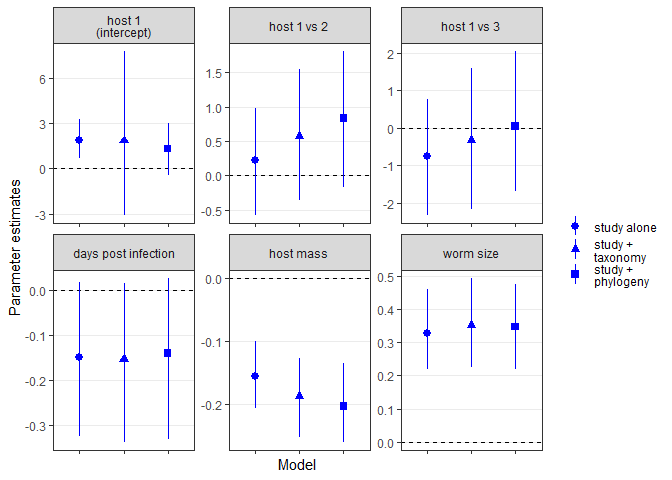 host 1
(intercept)
host 1 vs 2
host 1 vs 3
6
3
0
-3
1.5
1.0
0.5
0.0
-0.5
2
1
0
-1
-2
days post infection
host mass
worm size
0.0
-0.1
-0.2
-0.3
0.0
-0.1
-0.2
0.5
0.4
0.3
0.2
0.1
0.0
Parameter estimates
Model
study alone
study +
taxonomy
study +
phylogeny